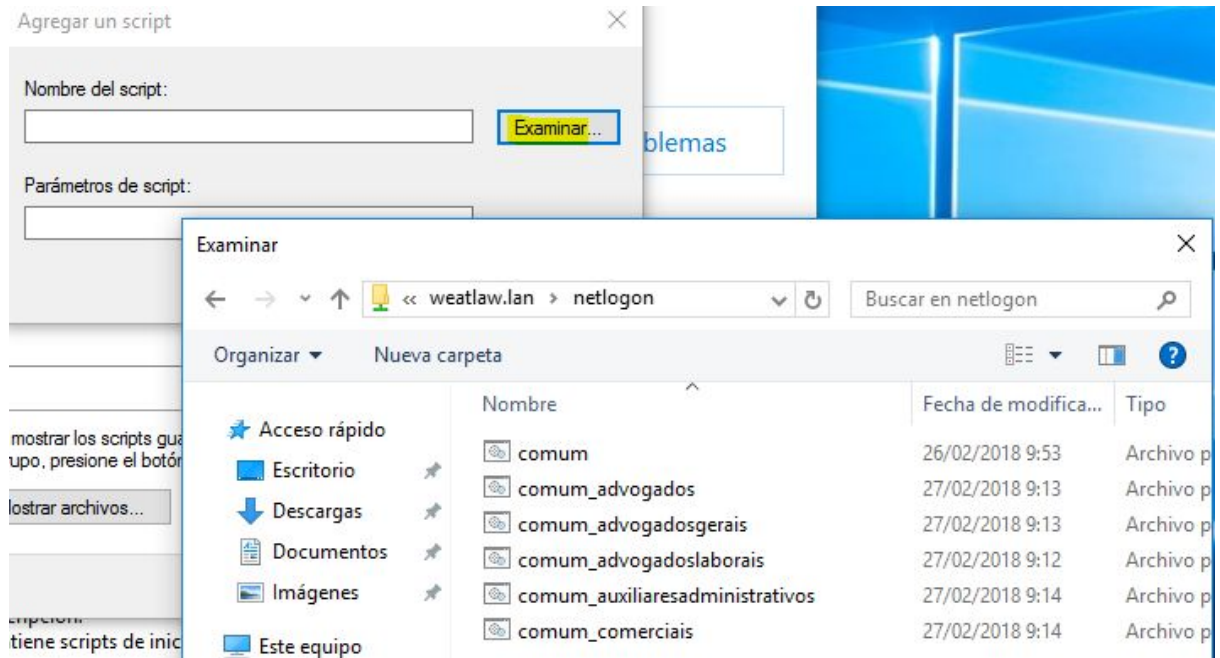 Agregar un script
Nombre del script:
Examinar...
blemas
Parámetros de script:
Examinar
« weatlaw.lan > netlogon
Buscar en netlogon
Organizar
Nueva carpeta
Nombre
Fecha de modifica...
Tipo
mostrar los scripts gua
upo, presione el botón
lostrar archivos...
tiene scripts de inic
Acceso rápido
Escritorio
Descargas
Documentos
Imágenes
Este equipo
comum 26/02/2018 9:53 Archivo p
comum_advogados 27/02/2018 9:13 Archivo p
comum_advogadosgerais 27/02/2018 9:13 Archivo p
comum_advogadoslaborais 27/02/2018 9:12 Archivo p
comum_auxiliaresadministrativos 27/02/2018 9:14 Archivo p
comum_comerciais 27/02/2018 9:14 Archivo p